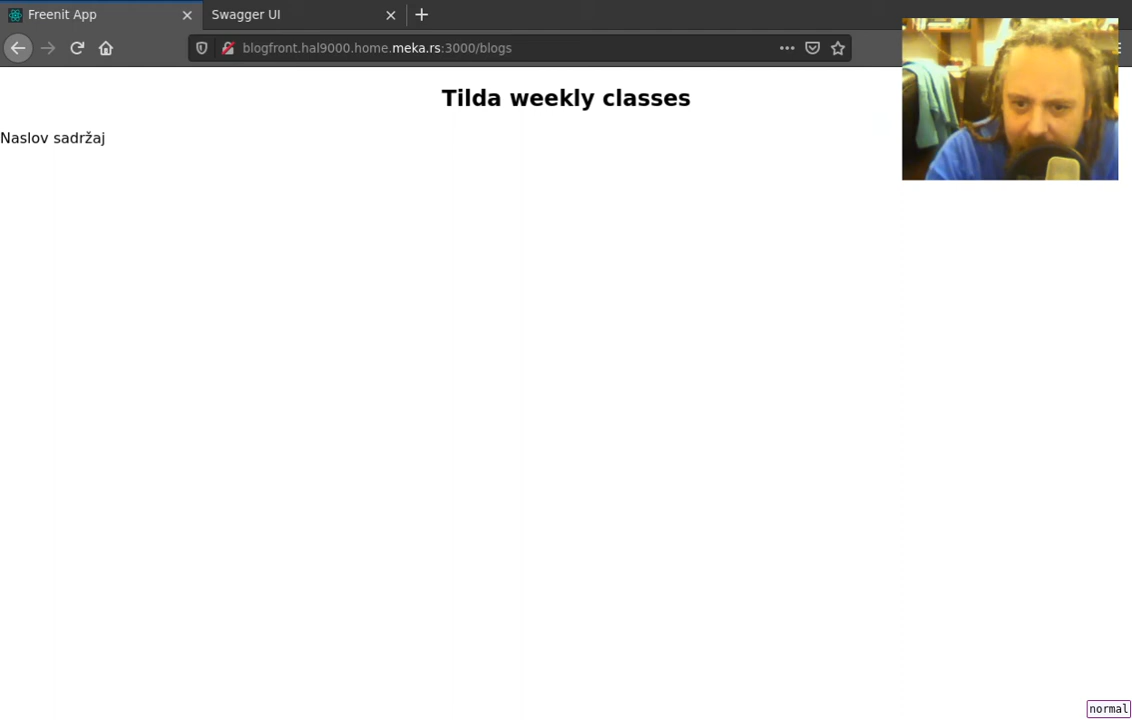 Freenit App
Swagger UI
blogfront.hal9000.home.meka.rs:3000/blogs
Tilda weekly classes
Naslov sadržaj
normal